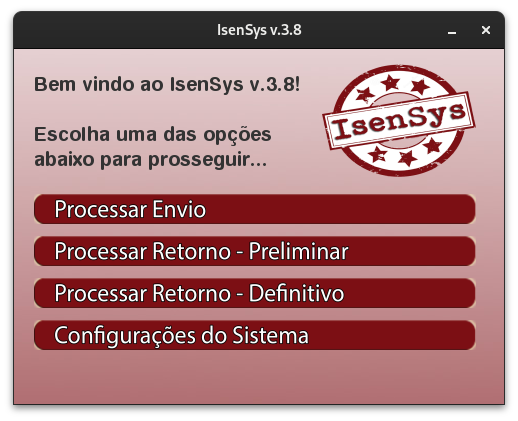 IsenSys v.3.8
Bem vindo ao IsenSys v.3.8!
Escolha uma das opções
abaixo para prosseguir...
IsenSys
Processar Envio
Processar Retorno - Preliminar
Processar Retorno - Definitivo
Configurações do Sistema